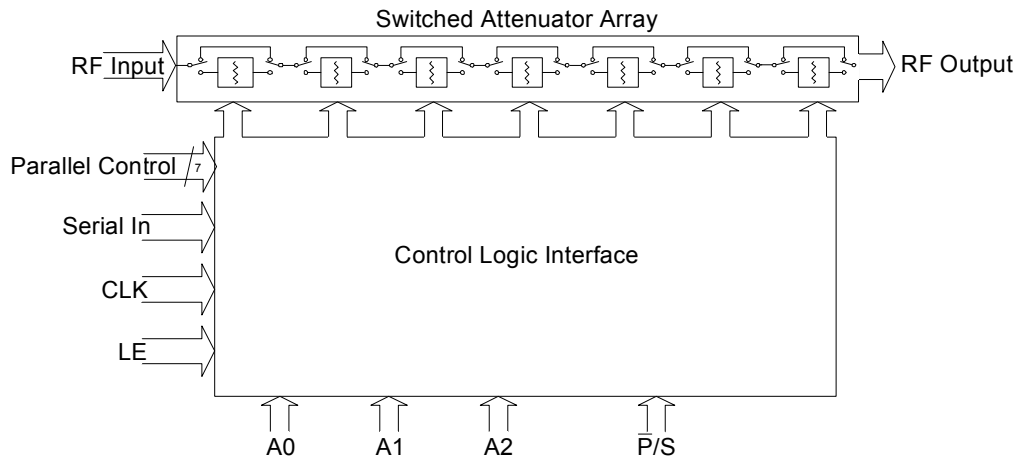 Switched Attenuator Array
RF Input
RF Output
Parallel Control
7
Serial In
Control Logic Interface
CLK
LE
A0
A1
A2
P̅/S